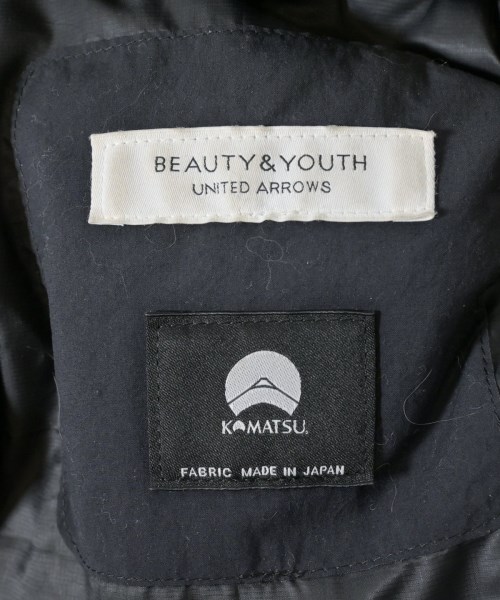 BEAUTY&YOUTH
UNITED ARROWS
KOMATSU.
FABRIC MADE IN JAPAN